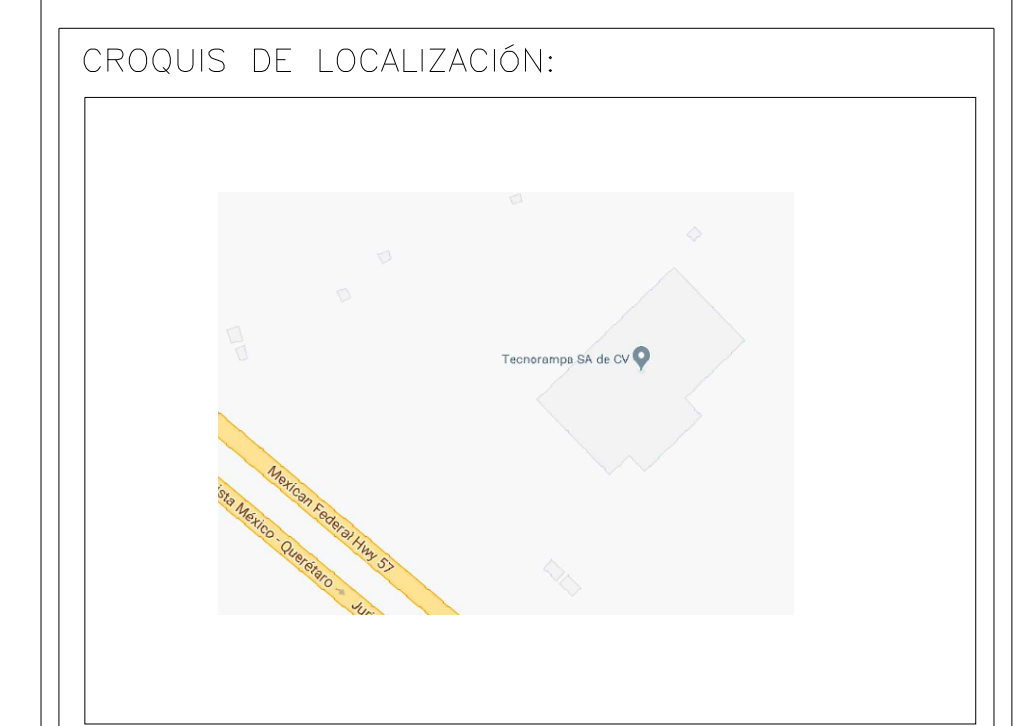 CROQUIS DE LOCALIZACIÓN:
Tecnorampa SA de CV
Mexican Federal Hwy 57
ista México - Querétaro